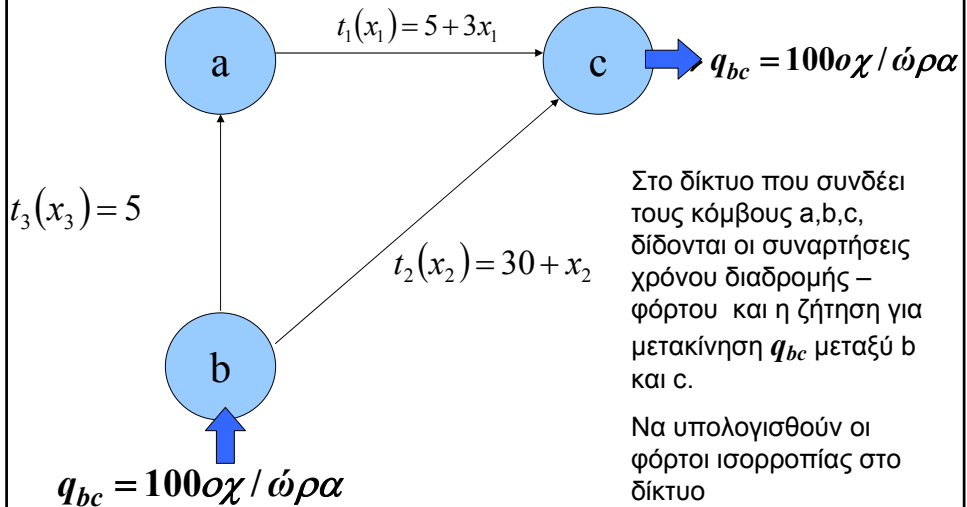 t₁(x₁) = 5 + 3x₁
a
c
q_bc = 100οχ / ώρα
t₃(x₃) = 5
t₂(x₂) = 30 + x₂
b
q_bc = 100οχ / ώρα
Στο δίκτυο που συνδέει
τους κόμβους a,b,c,
δίδονται οι συναρτήσεις
χρόνου διαδρομής –
φόρτου και η ζήτηση για
μετακίνηση q_bc μεταξύ b
και c.
Να υπολογισθούν οι
φόρτοι ισορροπίας στο
δίκτυο